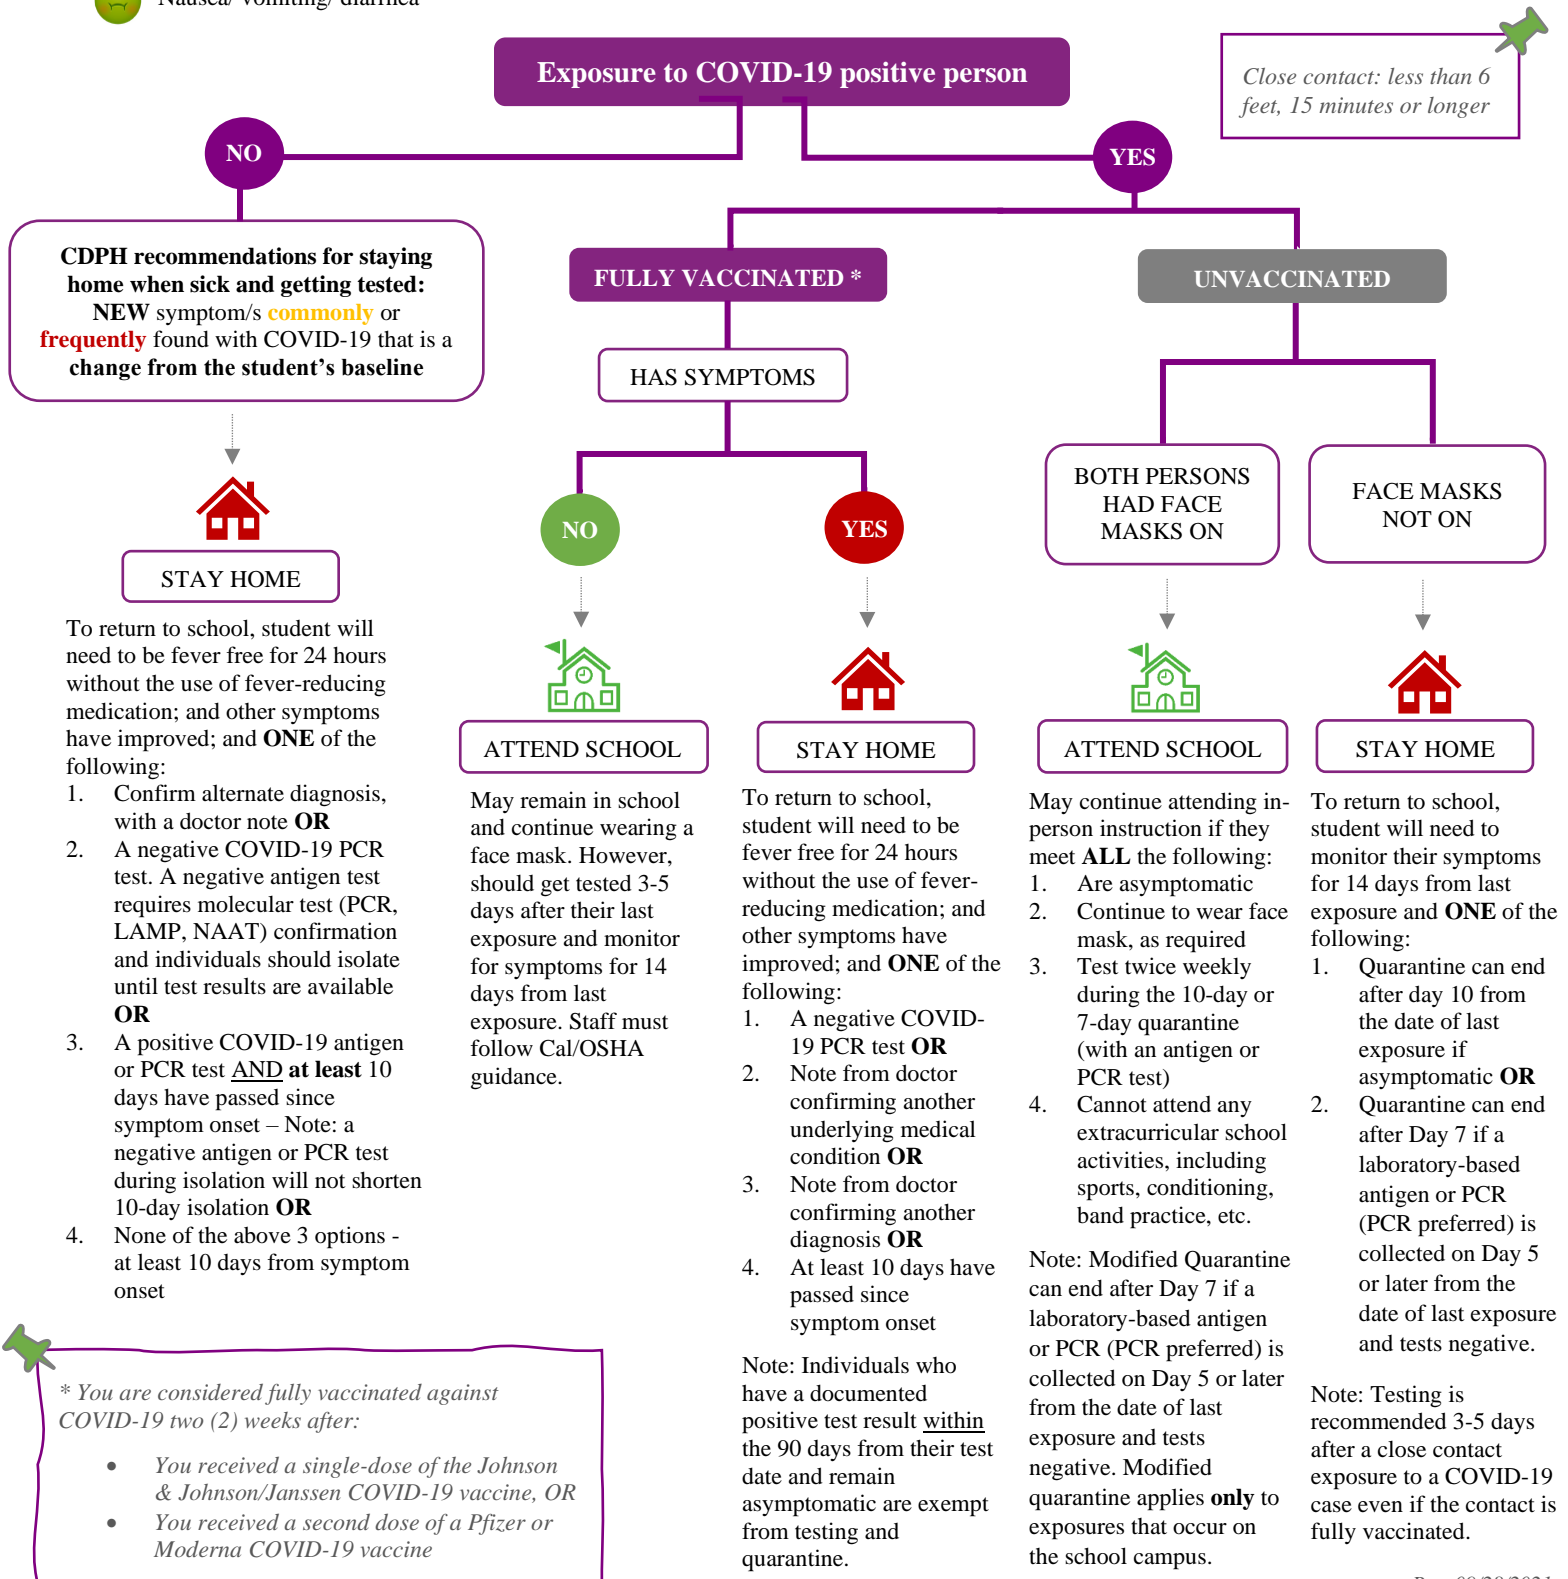 Nausea/ vomiting/ diarrhea
Exposure to COVID-19 positive person
Close contact: less than 6
feet, 15 minutes or longer
NO
YES
CDPH recommendations for staying
home when sick and getting tested:
NEW symptom/s commonly or
frequently found with COVID-19 that is a
change from the student’s baseline
FULLY VACCINATED *
UNVACCINATED
HAS SYMPTOMS
BOTH PERSONS
HAD FACE
MASKS ON
FACE MASKS
NOT ON
NO
YES
STAY HOME
To return to school, student will
need to be fever free for 24 hours
without the use of fever-reducing
medication; and other symptoms
have improved; and ONE of the
following:
1. Confirm alternate diagnosis,
with a doctor note OR
2. A negative COVID-19 PCR
test. A negative antigen test
requires molecular test (PCR,
LAMP, NAAT) confirmation
and individuals should isolate
until test results are available
OR
3. A positive COVID-19 antigen
or PCR test AND at least 10
days have passed since
symptom onset – Note: a
negative antigen or PCR test
during isolation will not shorten
10-day isolation OR
4. None of the above 3 options -
at least 10 days from symptom
onset
ATTEND SCHOOL
May remain in school
and continue wearing a
face mask. However,
should get tested 3-5
days after their last
exposure and monitor
for symptoms for 14
days from last
exposure. Staff must
follow Cal/OSHA
guidance.
STAY HOME
To return to school,
student will need to be
fever free for 24 hours
without the use of fever-
reducing medication; and
other symptoms have
improved; and ONE of the
following:
1. A negative COVID-
19 PCR test OR
2. Note from doctor
confirming another
underlying medical
condition OR
3. Note from doctor
confirming another
diagnosis OR
4. At least 10 days have
passed since
symptom onset
Note: Individuals who
have a documented
positive test result within
the 90 days from their test
date and remain
asymptomatic are exempt
from testing and
quarantine.
ATTEND SCHOOL
May continue attending in-
person instruction if they
meet ALL the following:
1. Are asymptomatic
2. Continue to wear face
mask, as required
3. Test twice weekly
during the 10-day or
7-day quarantine
(with an antigen or
PCR test)
4. Cannot attend any
extracurricular school
activities, including
sports, conditioning,
band practice, etc.
Note: Modified Quarantine
can end after Day 7 if a
laboratory-based antigen
or PCR (PCR preferred) is
collected on Day 5 or later
from the date of last
exposure and tests
negative. Modified
quarantine applies only to
exposures that occur on
the school campus.
STAY HOME
To return to school,
student will need to
monitor their symptoms
for 14 days from last
exposure and ONE of the
following:
1. Quarantine can end
after day 10 from
the date of last
exposure if
asymptomatic OR
2. Quarantine can end
after Day 7 if a
laboratory-based
antigen or PCR
(PCR preferred) is
collected on Day 5
or later from the
date of last exposure
and tests negative.
Note: Testing is
recommended 3-5 days
after a close contact
exposure to a COVID-19
case even if the contact is
fully vaccinated.
* You are considered fully vaccinated against
COVID-19 two (2) weeks after:
• You received a single-dose of the Johnson
& Johnson/Janssen COVID-19 vaccine, OR
• You received a second dose of a Pfizer or
Moderna COVID-19 vaccine